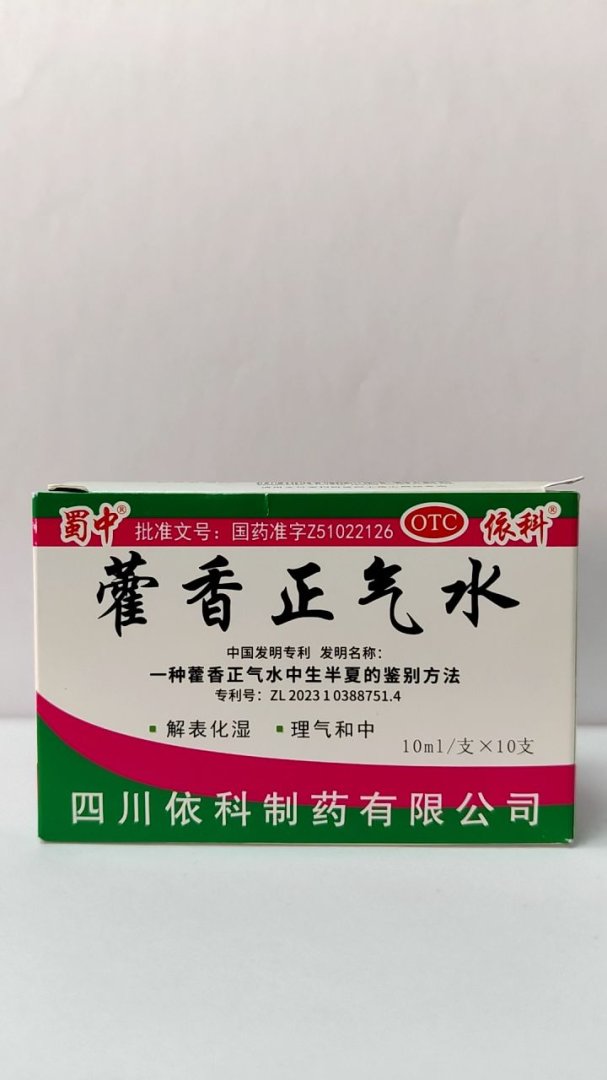 蜀中® 批准文号：国药准字Z51022126 OTC 依科®
藿香正气水
中国发明专利 发明名称：
一种藿香正气水中生半夏的鉴别方法
专利号：ZL 2023 1 0388751.4
▪解表化湿 ▪理气和中
10ml/支×10支
四川依科制药有限公司